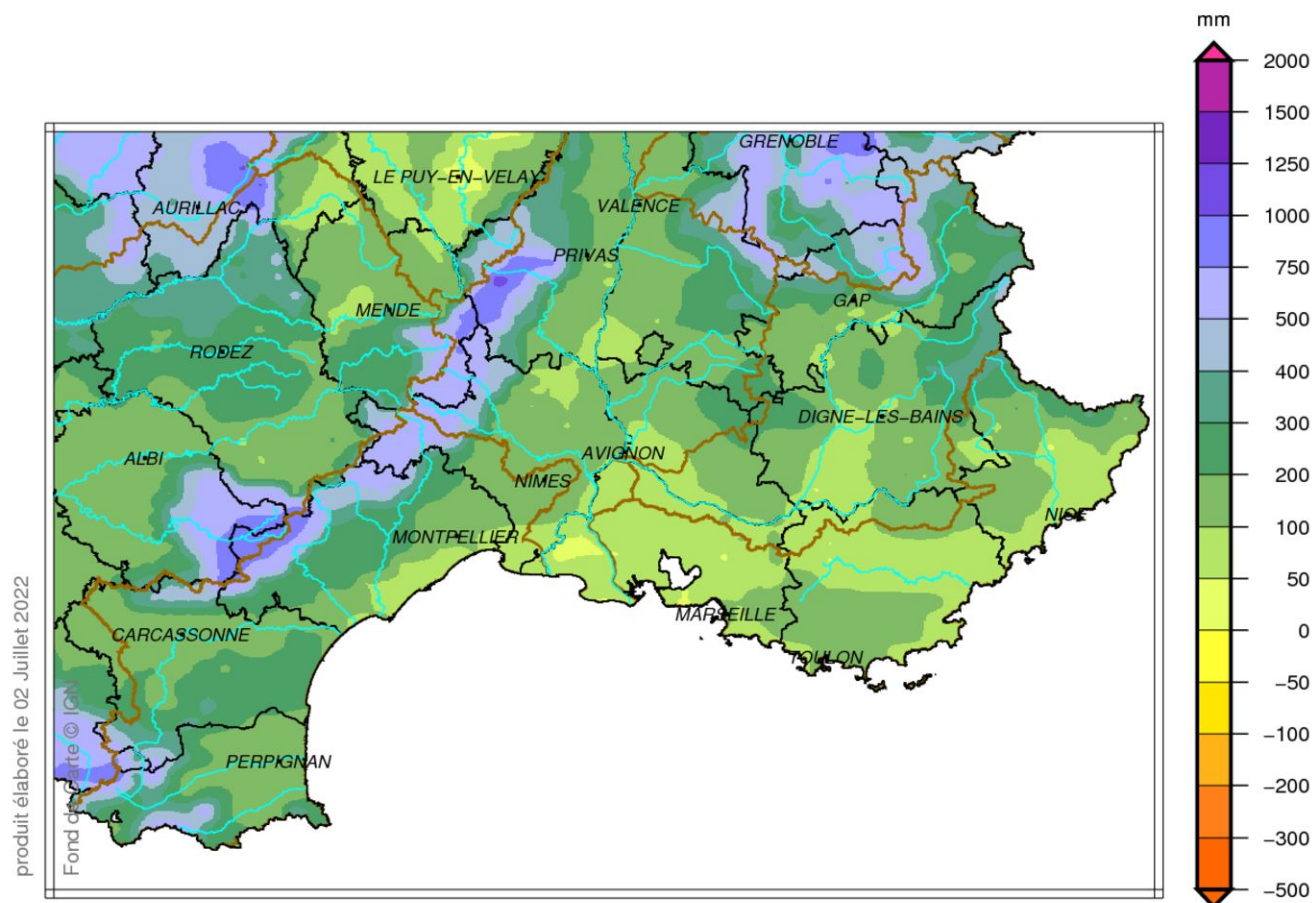 mm
2000
1500
1250
1000
750
500
400
300
200
100
50
0
−50
−100
−200
−300
−500
GRENOBLE
LE PUY−EN−VELAY
AURILLAC
VALENCE
PRIVAS
GAP
MENDE
RODEZ
DIGNE−LES−BAINS
AVIGNON
ALBI
NIMES
NICE
MONTPELLIER
MARSEILLE
CARCASSONNE
TOULON
PERPIGNAN
produit élaboré le 02 Juillet 2022
Fond de carte © IGN